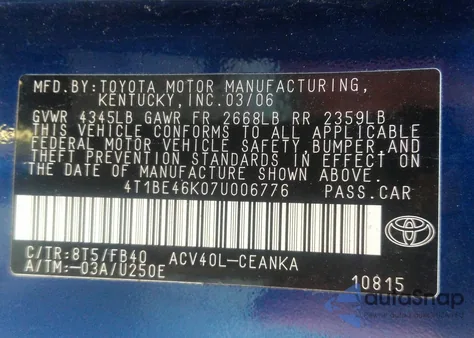 MFD.BY:TOYOTA MOTOR MANUFACTURING,
KENTUCKY, INC. 03/06
GVWR 4345LB GAWR FR 2668LB RR 2359LB
THIS VEHICLE CONFORMS TO ALL APPLICABLE
FEDERAL MOTOR VEHICLE SAFETY, BUMPER, AND
THEFT PREVENTION STANDARDS IN EFFECT ON
THE DATE OF MANUFACTURE SHOWN ABOVE.
4T1BE46K07U006776 PASS.CAR
C/TR:8T5/FB40 ACV40L-CEANKA
A/TM:-03A/U250E
TOYOTA
10815
autoSnap